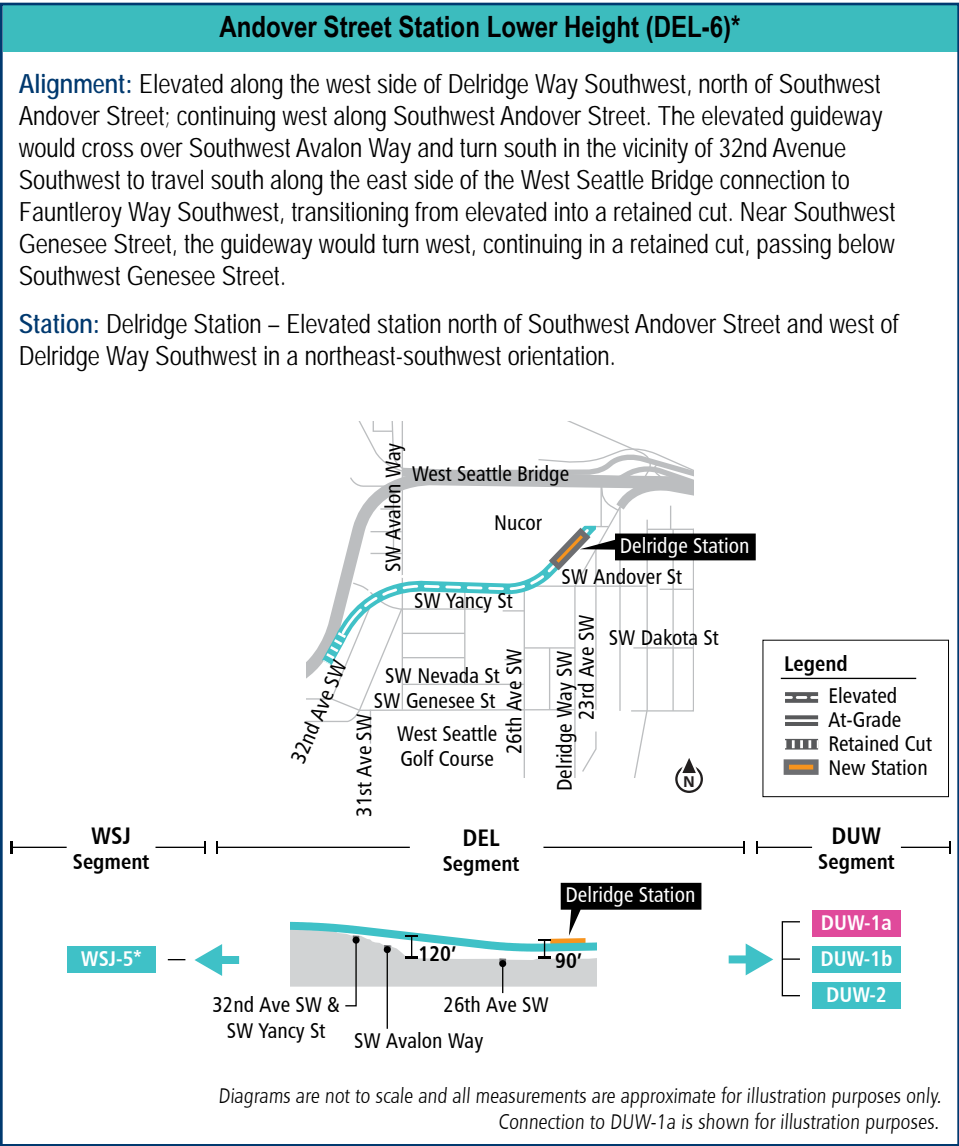 Andover Street Station Lower Height (DEL-6)*
Alignment: Elevated along the west side of Delridge Way Southwest, north of Southwest
Andover Street; continuing west along Southwest Andover Street. The elevated guideway
would cross over Southwest Avalon Way and turn south in the vicinity of 32nd Avenue
Southwest to travel south along the east side of the West Seattle Bridge connection to
Fauntleroy Way Southwest, transitioning from elevated into a retained cut. Near Southwest
Genesee Street, the guideway would turn west, continuing in a retained cut, passing below
Southwest Genesee Street.
Station: Delridge Station – Elevated station north of Southwest Andover Street and west of
Delridge Way Southwest in a northeast-southwest orientation.
SW Avalon Way
West Seattle Bridge
Nucor
Delridge Station
SW Andover St
SW Yancy St
SW Dakota St
23rd Ave SW
Delridge Way SW
26th Ave SW
SW Nevada St
SW Genesee St
32nd Ave SW
31st Ave SW
West Seattle
Golf Course
N
Legend
Elevated
At-Grade
Retained Cut
New Station
WSJ
Segment
DEL
Segment
DUW
Segment
Delridge Station
DUW-1a
WSJ-5*
120’
90’
DUW-1b
DUW-2
32nd Ave SW &
SW Yancy St
26th Ave SW
SW Avalon Way
Diagrams are not to scale and all measurements are approximate for illustration purposes only.
Connection to DUW-1a is shown for illustration purposes.